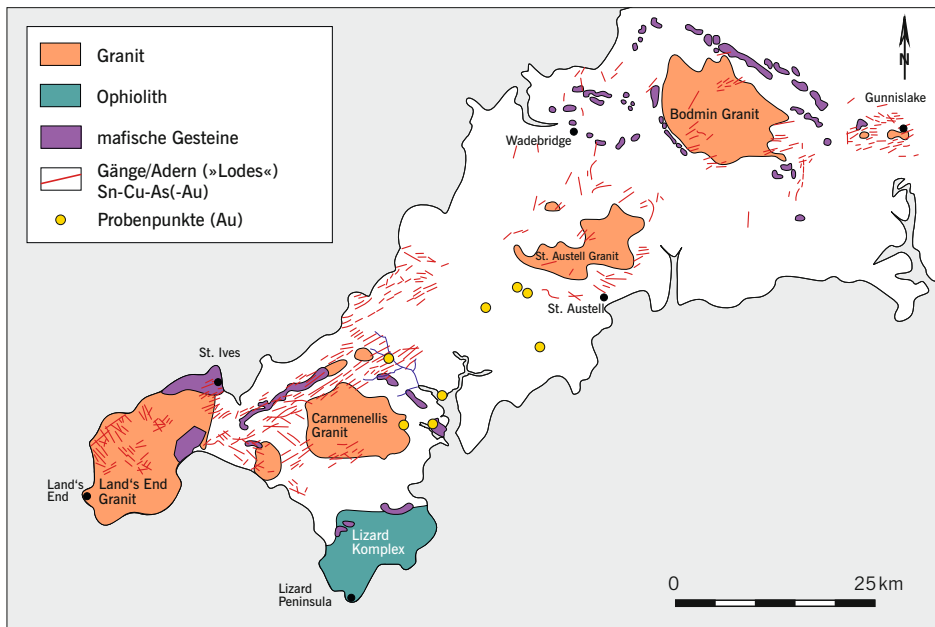 Granit
Ophiolith
mafische Gesteine
Gänge/Adern (»Lodes«)
Sn-Cu-As(-Au)
Probenpunkte (Au)
N
Gunnislake
Bodmin Granit
Wadebridge
St. Austell Granit
St. Austell
St. Ives
Carnmenellis
Granit
Land's
End
Land's End
Granit
Lizard
Komplex
Lizard
Peninsula
0
25 km